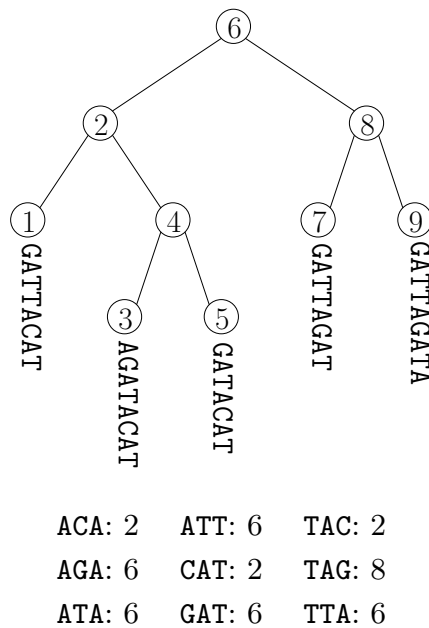 6
2 8
1 4 7 9
GATTACAT GATTAGAT GATTAGATA
3 5
AGATACAT GATACAT
ACA: 2 ATT: 6 TAC: 2
AGA: 6 CAT: 2 TAG: 8
ATA: 6 GAT: 6 TTA: 6